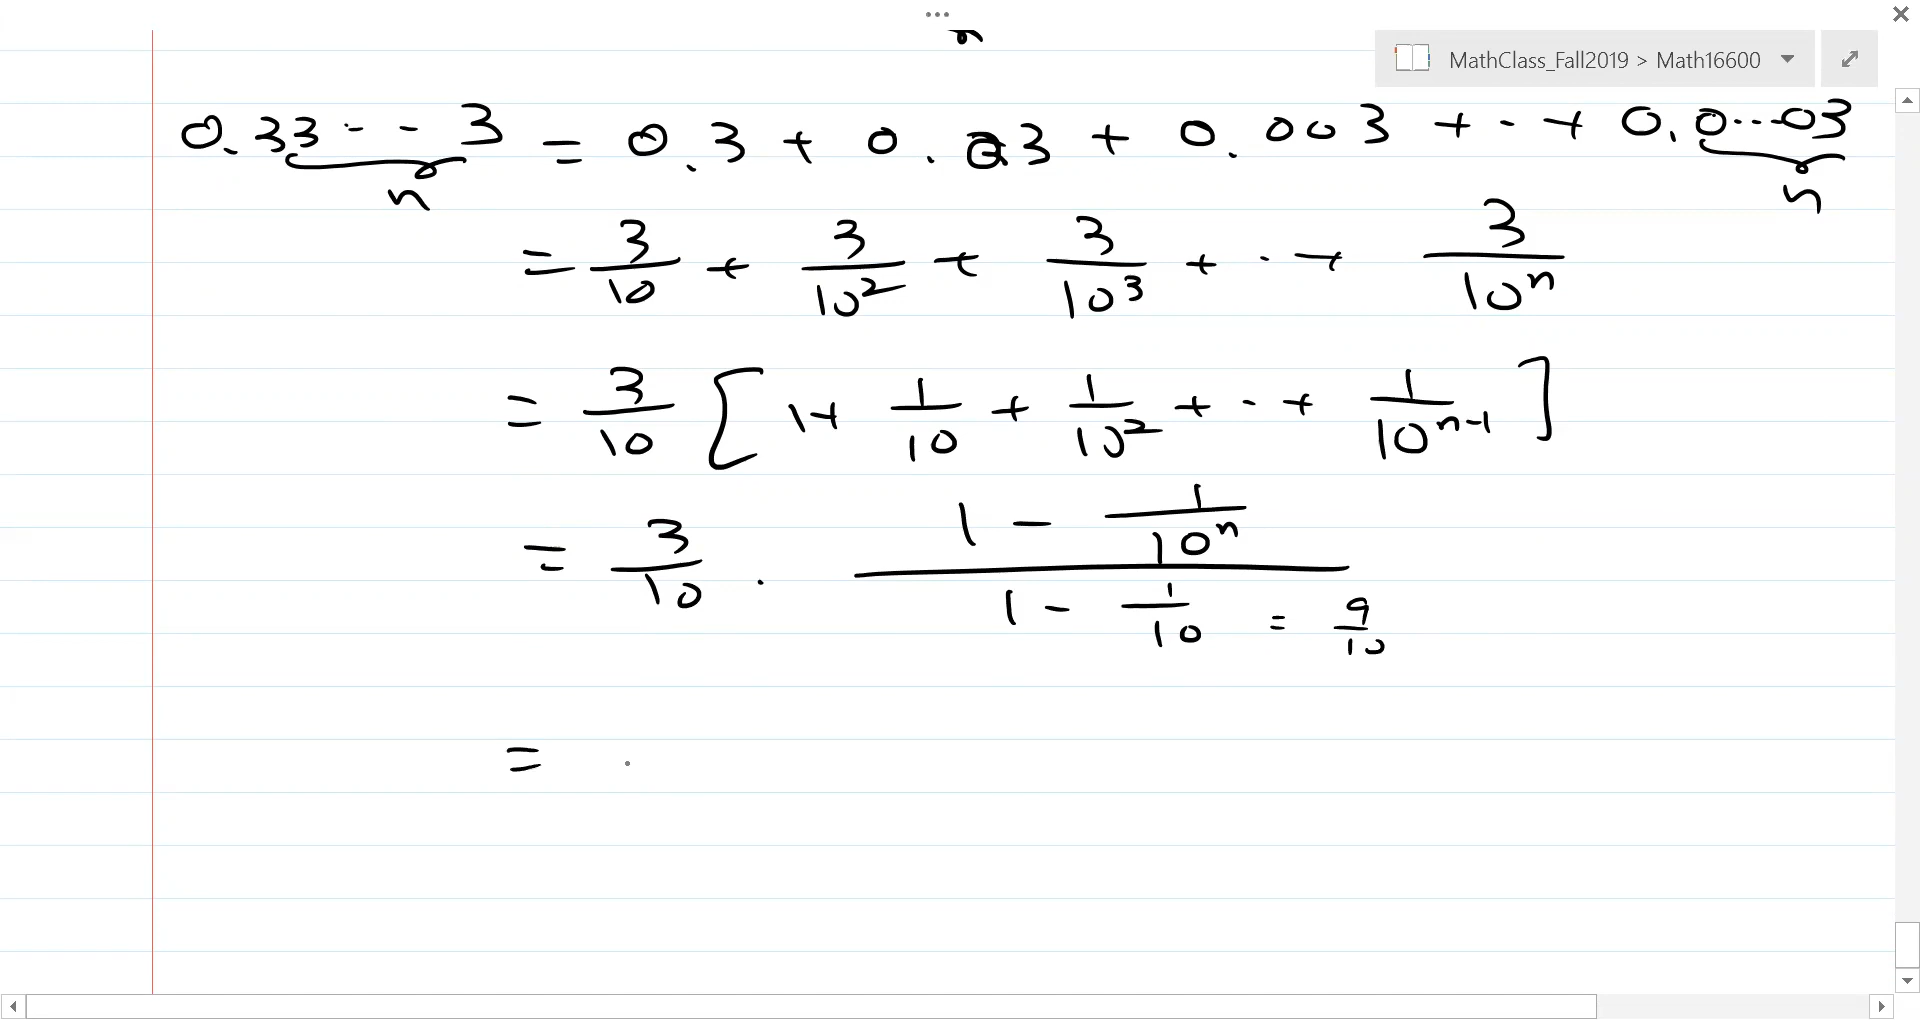 MathClass_Fall2019 > Math16600
n
0.33--3 = 0.3 + 0.03 + 0.003 + ·· + 0.0...03
n n
= 3/10 + 3/10² + 3/10³ + ·· + 3/10ⁿ
= 3/10 [ 1 + 1/10 + 1/10² + ·· + 1/10ⁿ⁻¹ ]
= 3/10 · (1 - 1/10ⁿ)/(1 - 1/10 = 9/10)
=